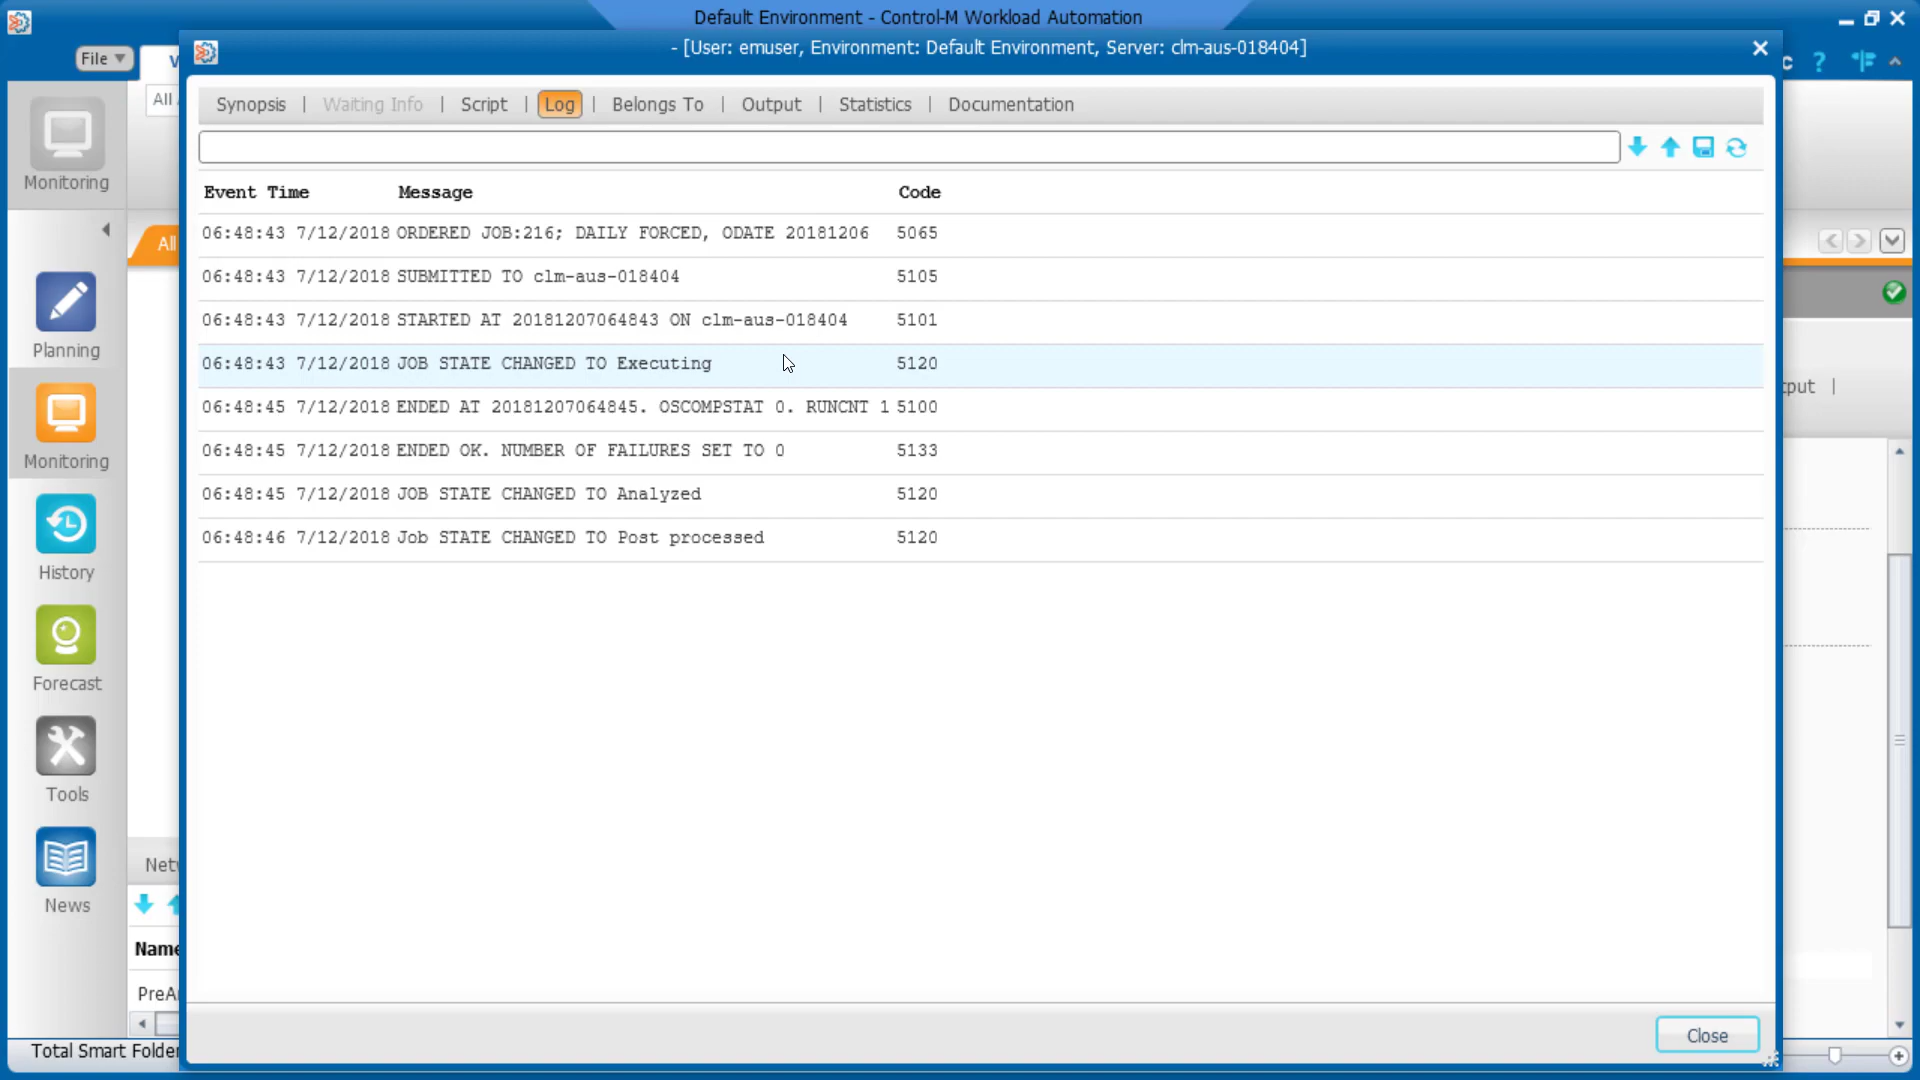 Default Environment - Control-M Workload Automation
- [User: emuser, Environment: Default Environment, Server: clm-aus-018404]
File
All
Synopsis | Waiting Info | Script | Log | Belongs To | Output | Statistics | Documentation
Event Time Message Code
06:48:43 7/12/2018 ORDERED JOB:216; DAILY FORCED, ODATE 20181206 5065
06:48:43 7/12/2018 SUBMITTED TO clm-aus-018404 5105
06:48:43 7/12/2018 STARTED AT 20181207064843 ON clm-aus-018404 5101
06:48:43 7/12/2018 JOB STATE CHANGED TO Executing 5120
06:48:45 7/12/2018 ENDED AT 20181207064845. OSCOMPSTAT 0. RUNCNT 1 5100
06:48:45 7/12/2018 ENDED OK. NUMBER OF FAILURES SET TO 0 5133
06:48:45 7/12/2018 JOB STATE CHANGED TO Analyzed 5120
06:48:46 7/12/2018 Job STATE CHANGED TO Post processed 5120
Close
Monitoring
All
Planning
Monitoring
History
Forecast
Tools
News
Name
Total Smart Folder